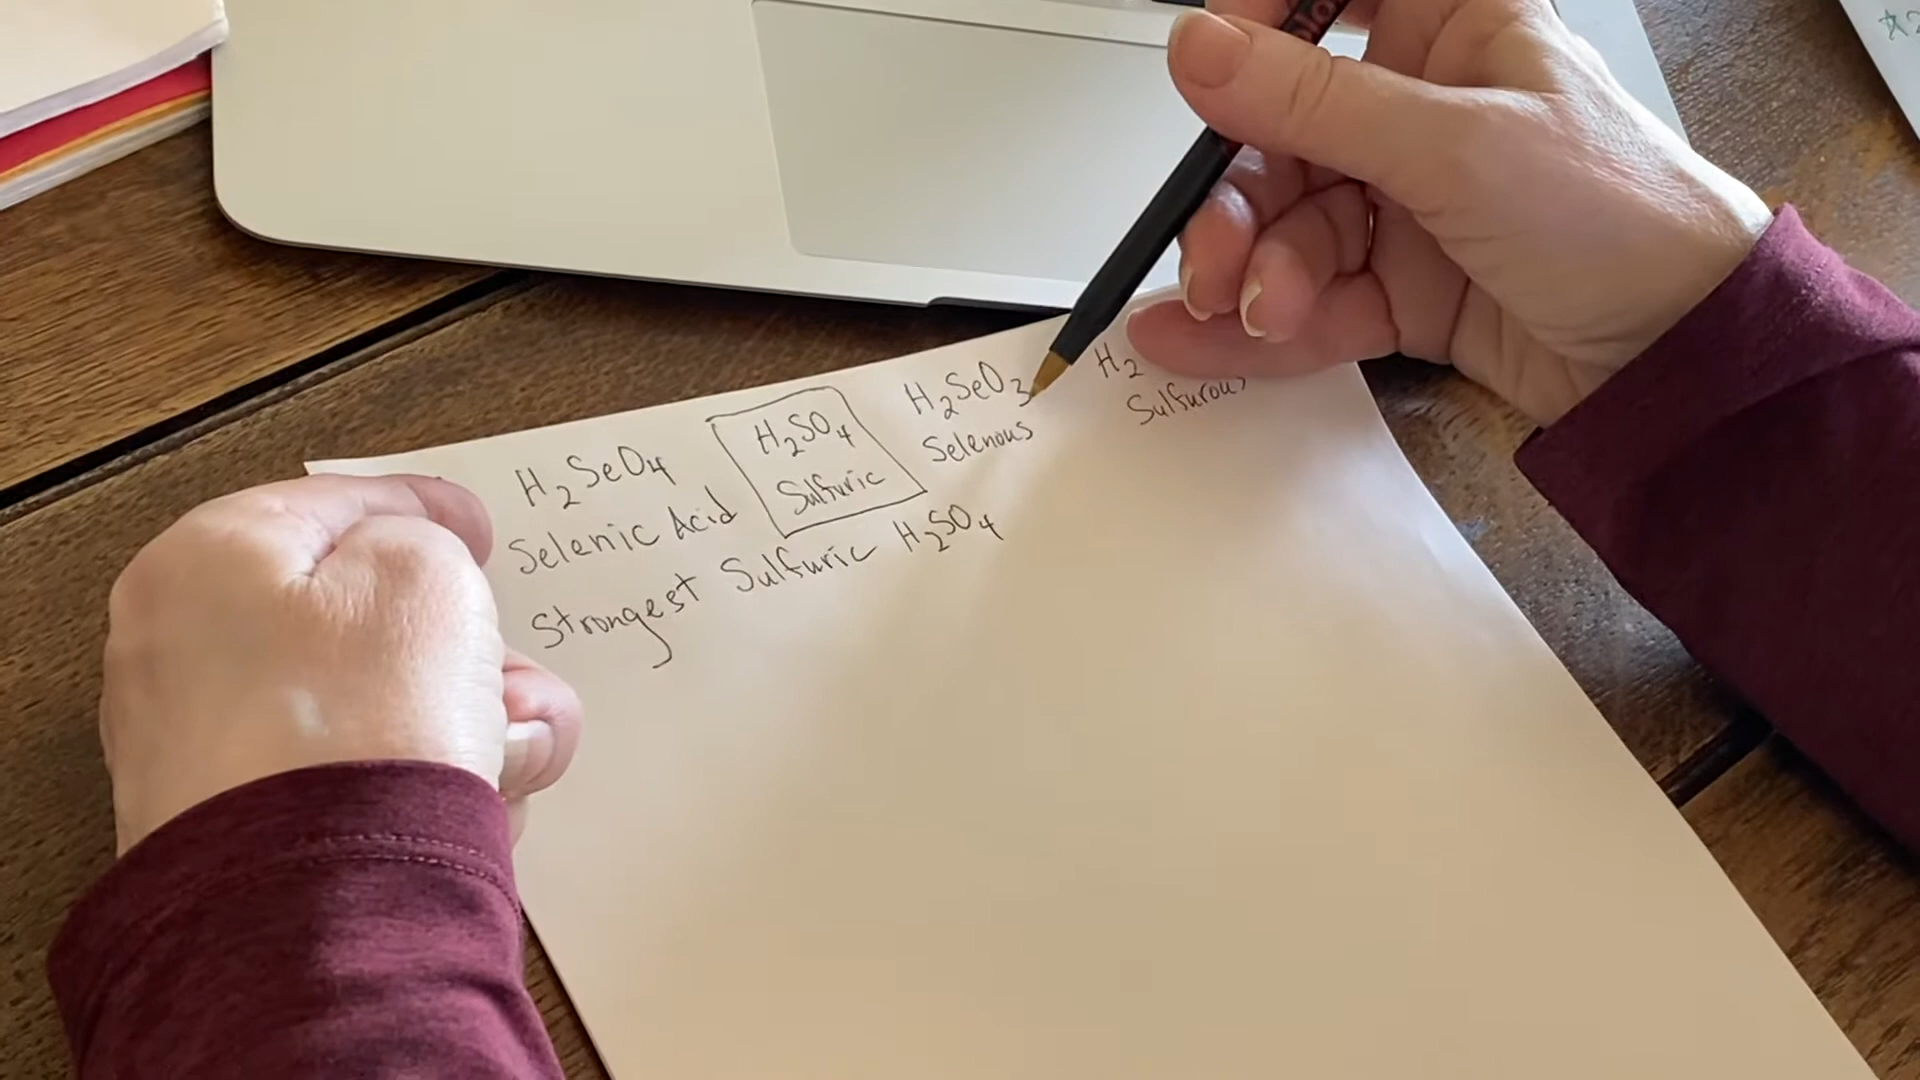 H2SeO4 H2SO4 H2SeO3 H2
Selenic Acid Sulfuric Selenous Sulfurous
Strongest Sulfuric H2SO4